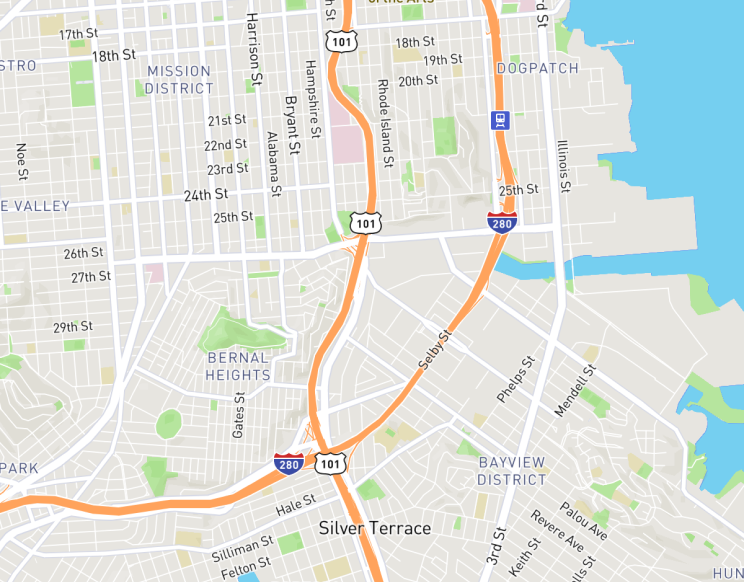 of the Arts
3rd St
17th St
101
18th St
STRO
18th St
19th St
Harrison St
20th St
MISSION
DISTRICT
DOGPATCH
Hampshire St
Bryant St
Rhode Island St
21st St
Alabama St
22nd St
Noe St
Illinois St
23rd St
24th St
25th St
E VALLEY
25th St
101
280
26th St
27th St
29th St
Selby St
BERNAL
HEIGHTS
Phelps St
Mendell St
Gates St
280
101
PARK
BAYVIEW
DISTRICT
Hale St
Palou Ave
Silver Terrace
Revere Ave
3rd St
Silliman St
Keith St
Felton St
HUN